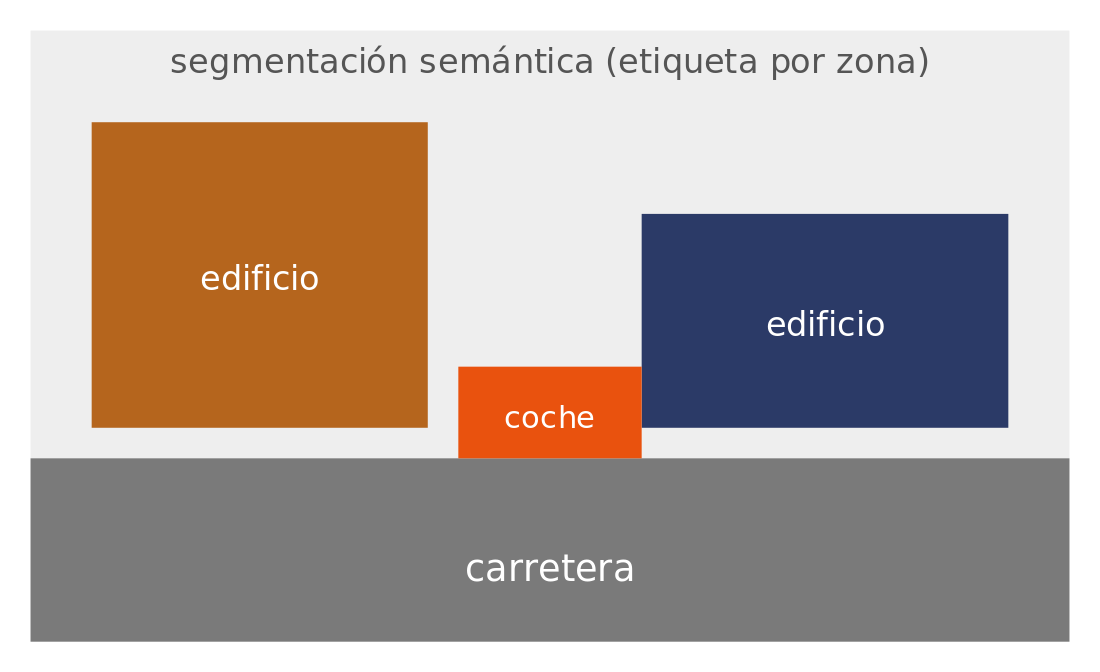 segmentación semántica (etiqueta por zona)
edificio
edificio
coche
carretera